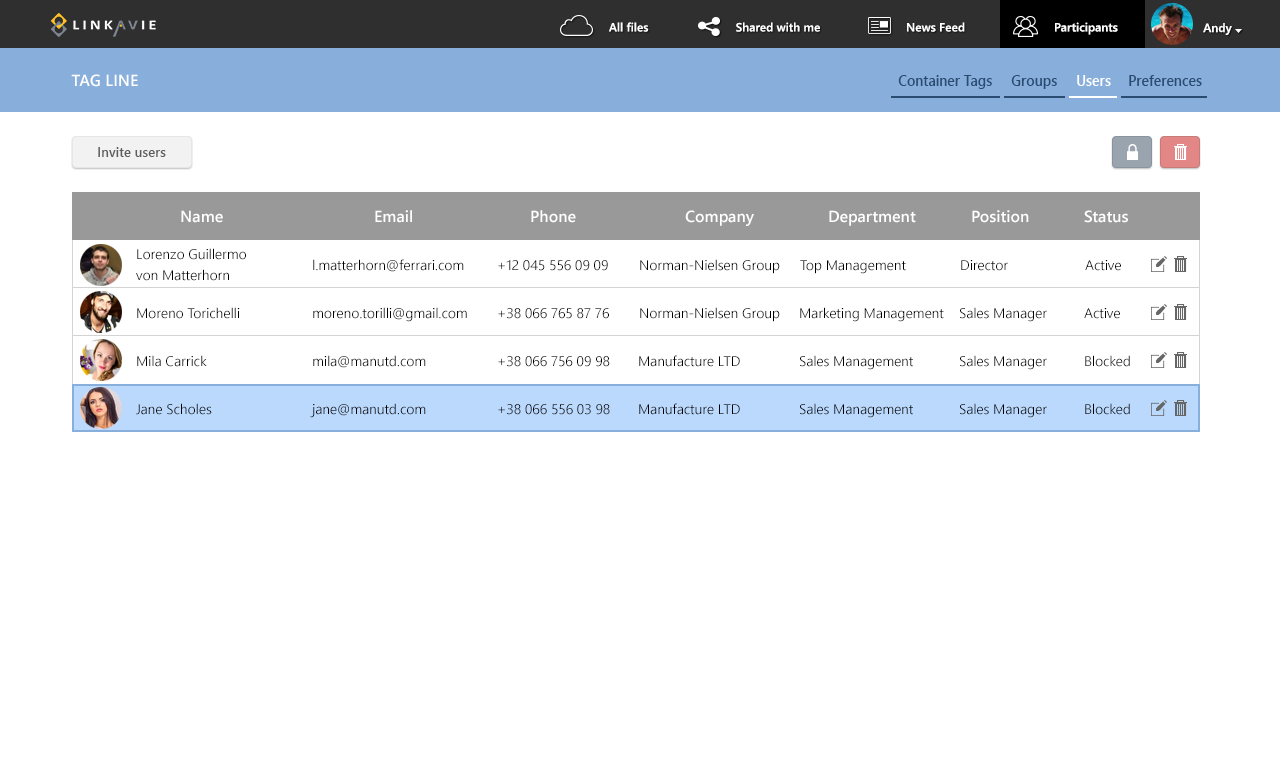 LINKAVIE
All files
Shared with me
News Feed
Participants
Andy
TAG LINE
Container Tags
Groups
Users
Preferences
Invite users
Name Email Phone Company Department Position Status
Lorenzo Guillermo
von Matterhorn
l.matterhorn@ferrari.com +12 045 556 09 09 Norman-Nielsen Group Top Management Director Active
Moreno Torichelli moreno.torilli@gmail.com +38 066 765 87 76 Norman-Nielsen Group Marketing Management Sales Manager Active
Mila Carrick mila@manutd.com +38 066 756 09 98 Manufacture LTD Sales Management Sales Manager Blocked
Jane Scholes jane@manutd.com +38 066 556 03 98 Manufacture LTD Sales Management Sales Manager Blocked